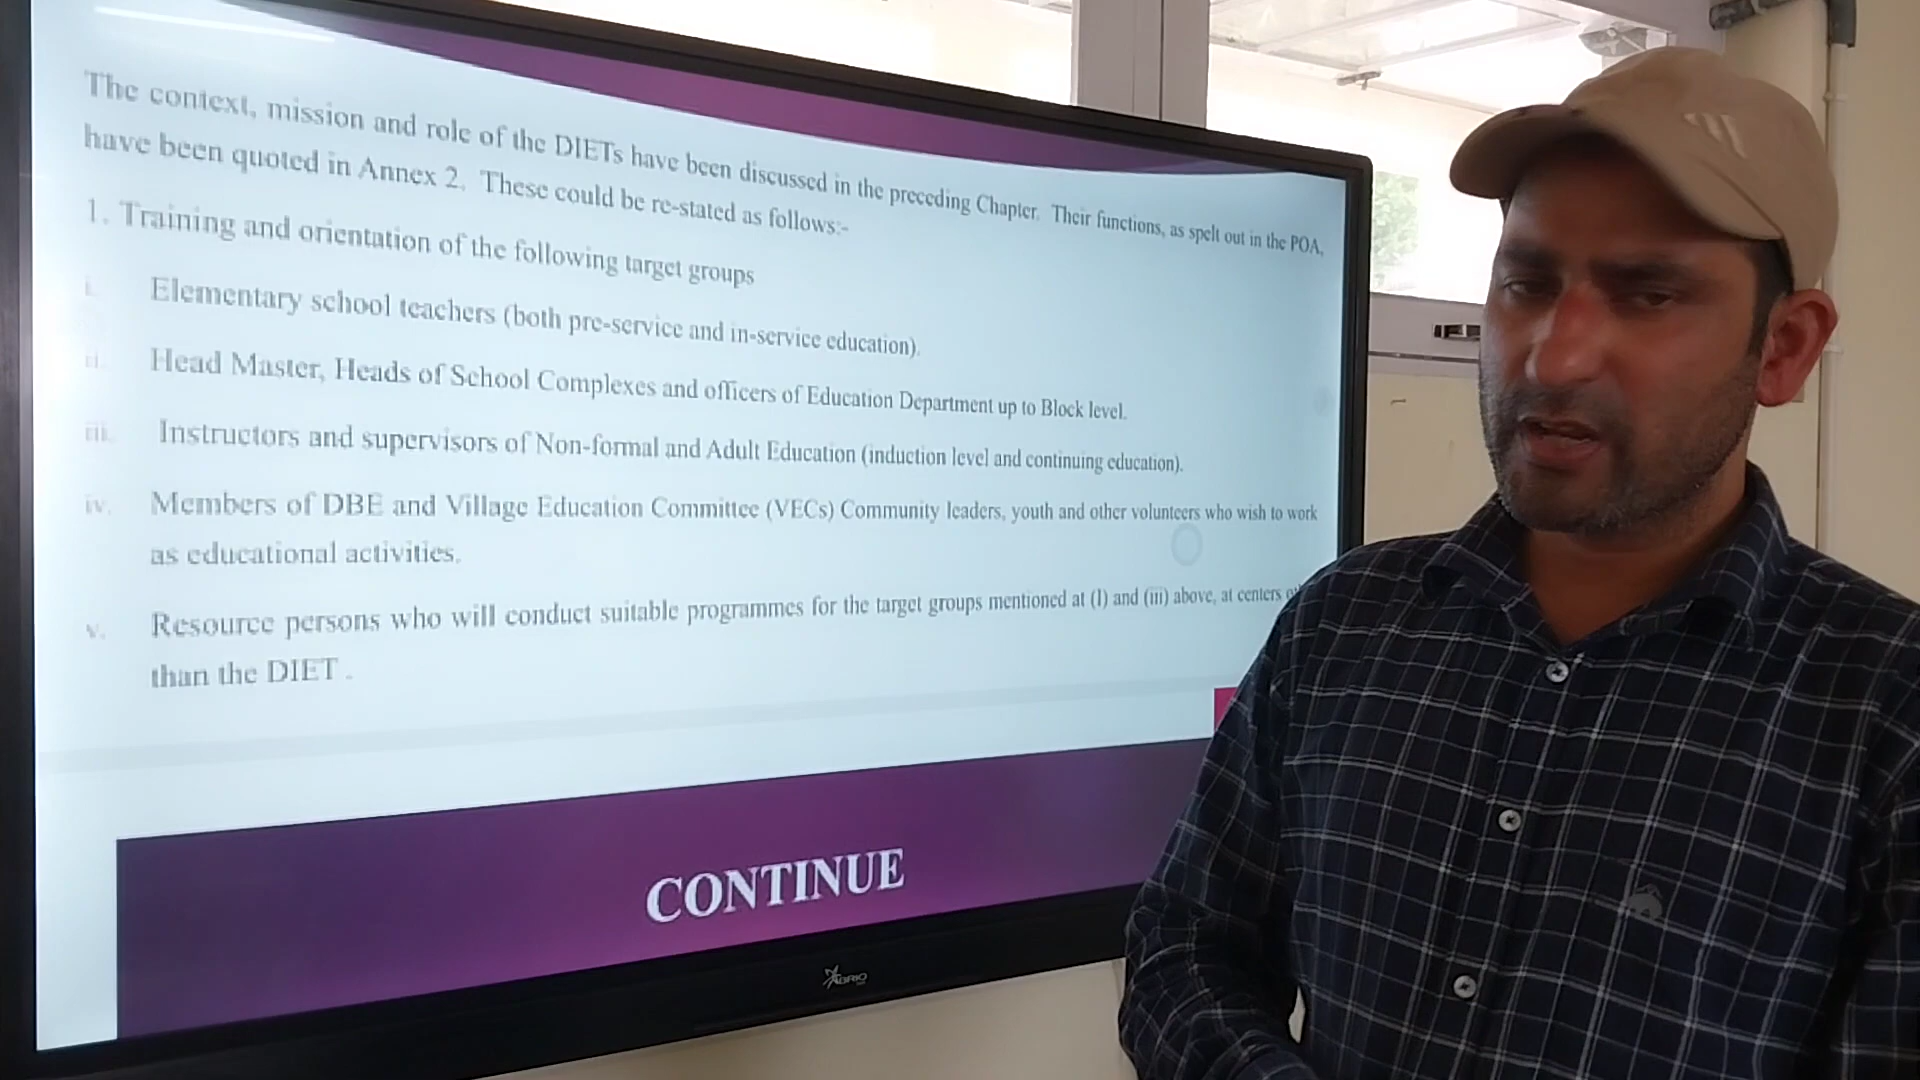 The context, mission and role of the DIETs have been discussed in the preceding Chapter. Their functions, as spelt out in the POA,
have been quoted in Annex 2. These could be re-stated as follows:-
1. Training and orientation of the following target groups
i. Elementary school teachers (both pre-service and in-service education).
ii. Head Master, Heads of School Complexes and officers of Education Department up to Block level.
iii. Instructors and supervisors of Non-formal and Adult Education (induction level and continuing education).
iv. Members of DBE and Village Education Committee (VECs) Community leaders, youth and other volunteers who wish to work
as educational activities.
v. Resource persons who will conduct suitable programmes for the target groups mentioned at (I) and (iii) above, at centers
than the DIET .
CONTINUE